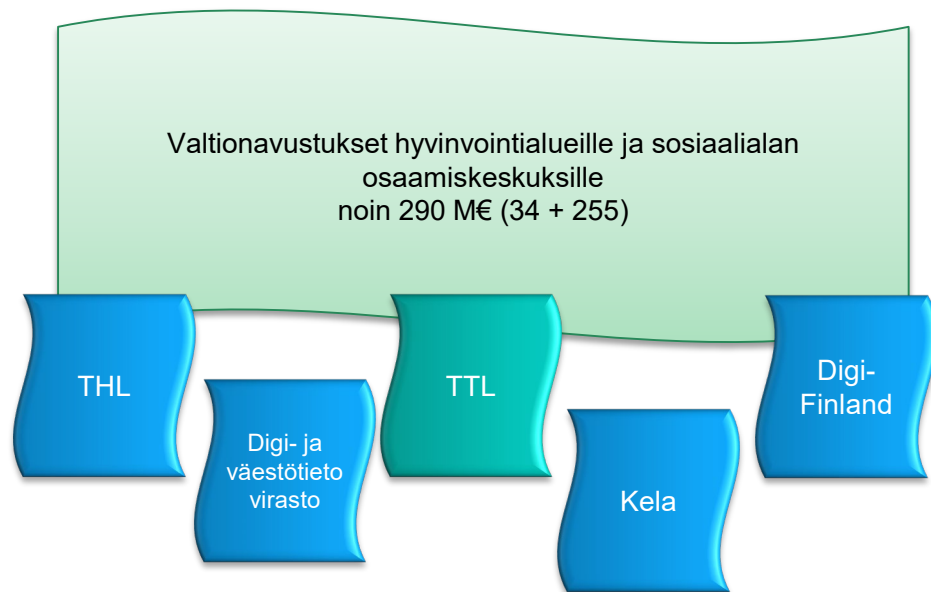 Valtionavustukset hyvinvointialueille ja sosiaalialan
osaamiskeskuksille
noin 290 M€ (34 + 255)
THL
Digi- ja
väestötieto
virasto
TTL
Kela
Digi-
Finland